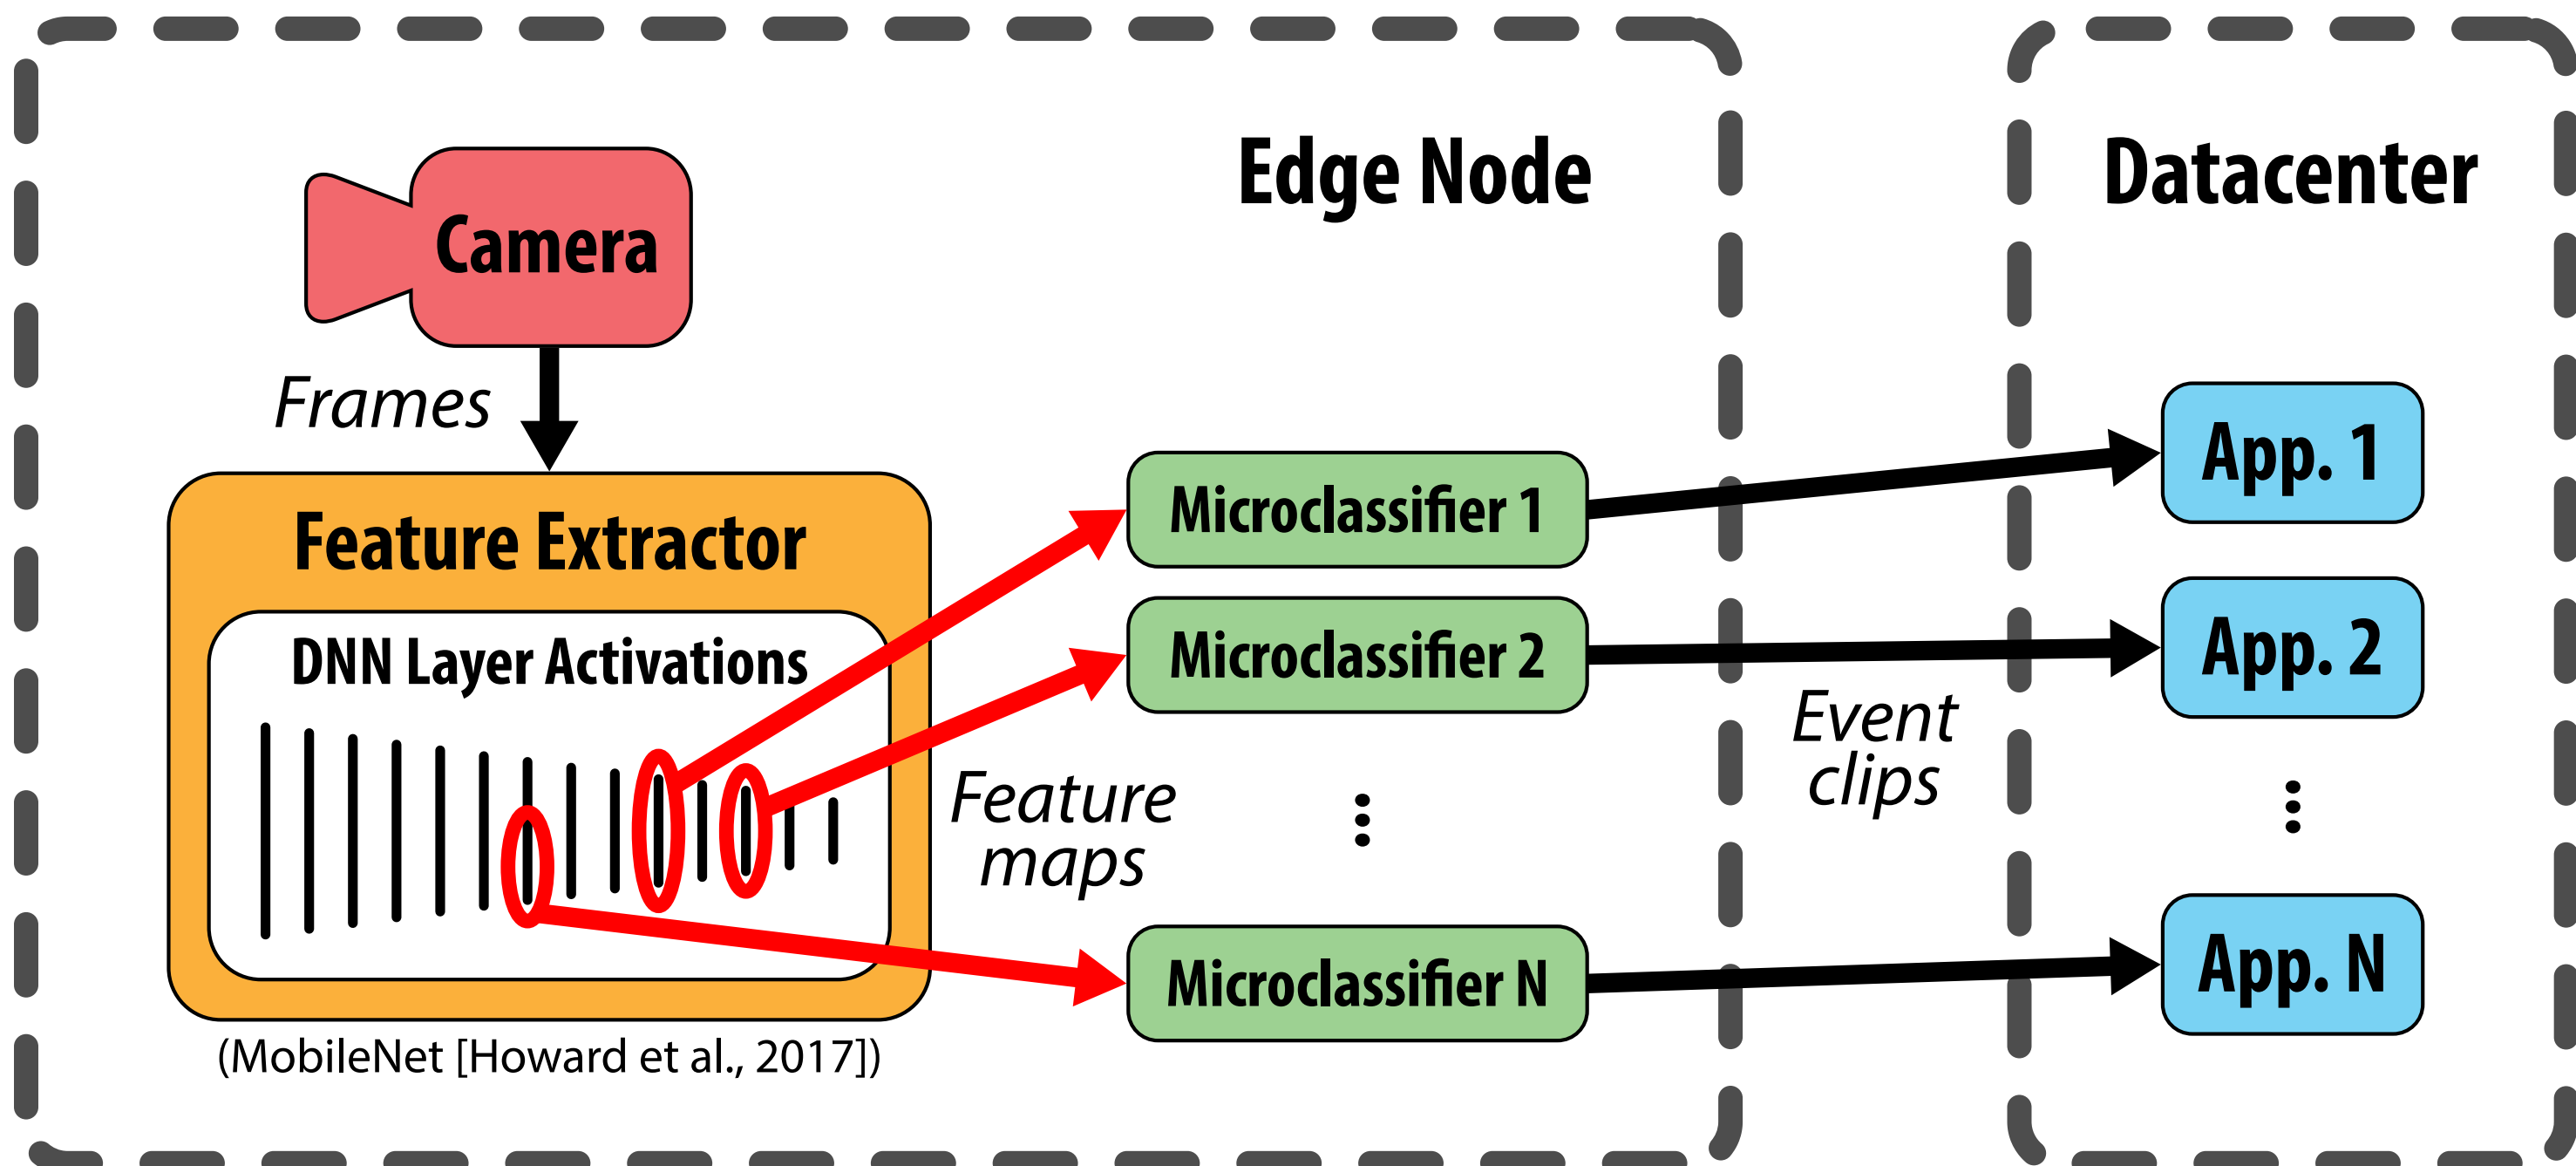 Edge Node
Datacenter
Camera
Frames
Feature Extractor
DNN Layer Activations
(MobileNet [Howard et al., 2017])
Feature
maps
Microclassifier 1
Microclassifier 2
Microclassifier N
Event
clips
App. 1
App. 2
App. N